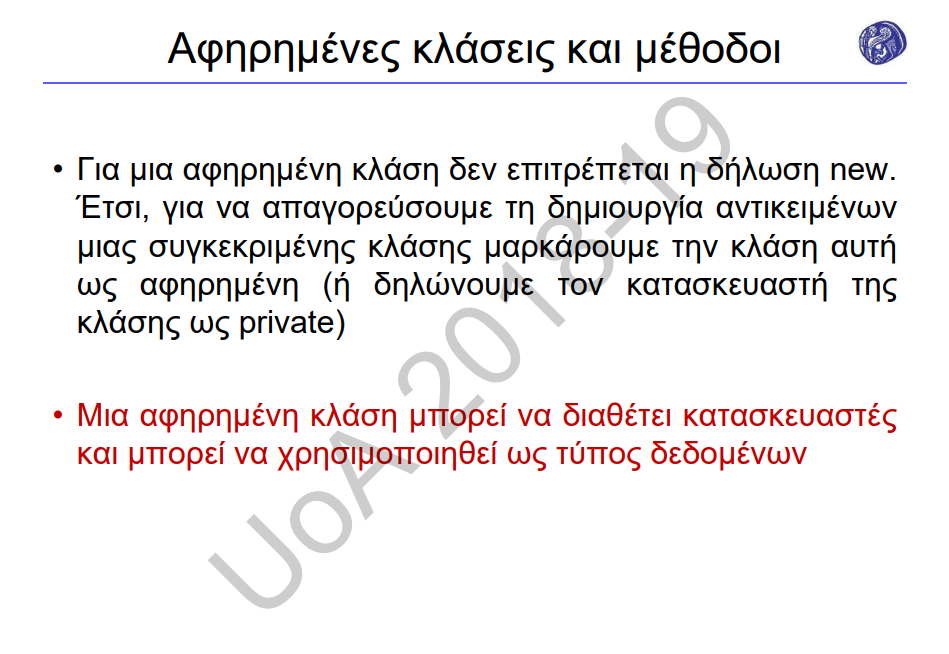 Αφηρημένες κλάσεις και μέθοδοι
• Για μια αφηρημένη κλάση δεν επιτρέπεται η δήλωση new.
Έτσι, για να απαγορεύσουμε τη δημιουργία αντικειμένων
μιας συγκεκριμένης κλάσης μαρκάρουμε την κλάση αυτή
ως αφηρημένη (ή δηλώνουμε τον κατασκευαστή της
κλάσης ως private)
• Μια αφηρημένη κλάση μπορεί να διαθέτει κατασκευαστές
και μπορεί να χρησιμοποιηθεί ως τύπος δεδομένων
UoA 2018-19